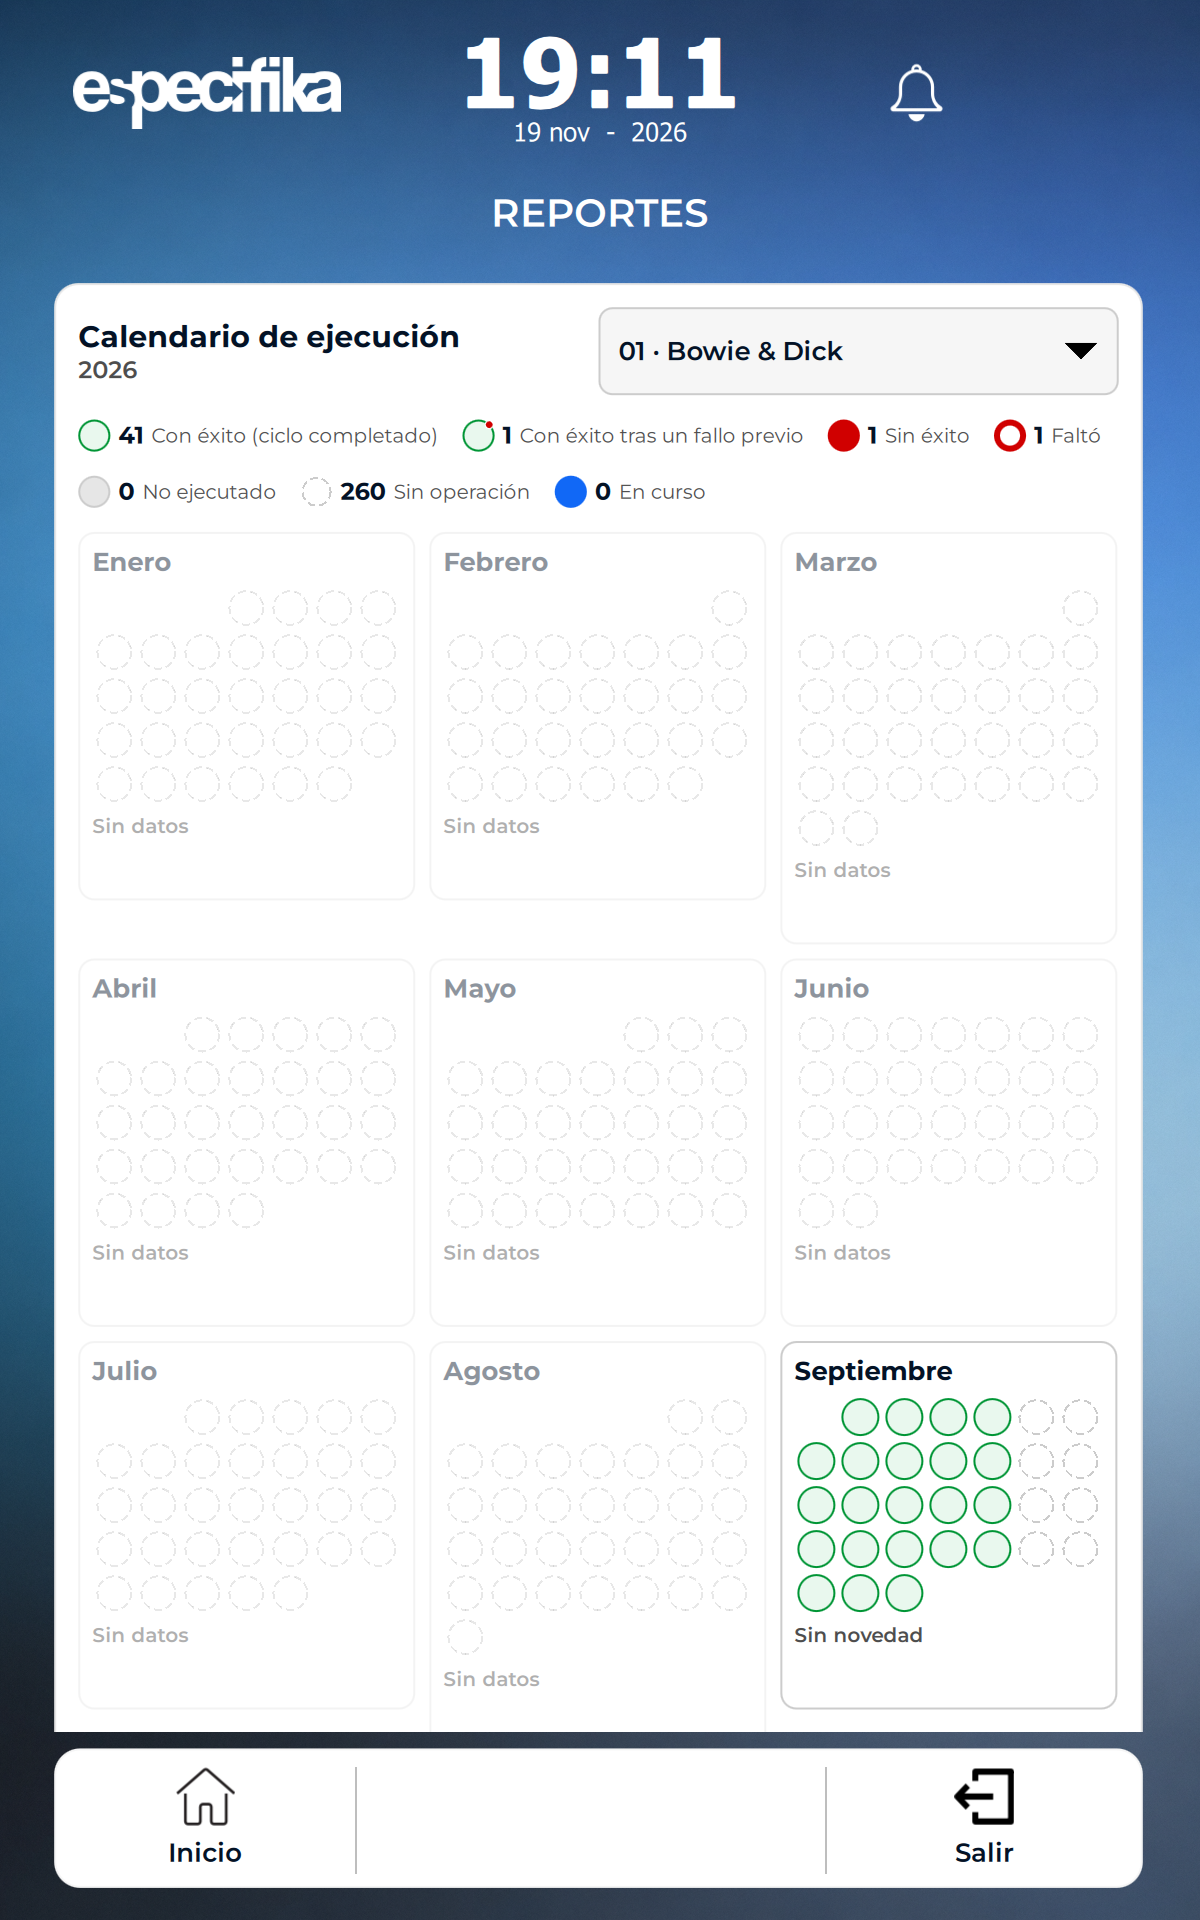 especifika
19:11
19 nov - 2026
REPORTES
Calendario de ejecución
2026
01 · Bowie & Dick
41 Con éxito (ciclo completado)
1 Con éxito tras un fallo previo
1 Sin éxito
1 Faltó
0 No ejecutado
260 Sin operación
0 En curso
Enero
Sin datos
Febrero
Sin datos
Marzo
Sin datos
Abril
Sin datos
Mayo
Sin datos
Junio
Sin datos
Julio
Sin datos
Agosto
Sin datos
Septiembre
Sin novedad
Inicio
Salir